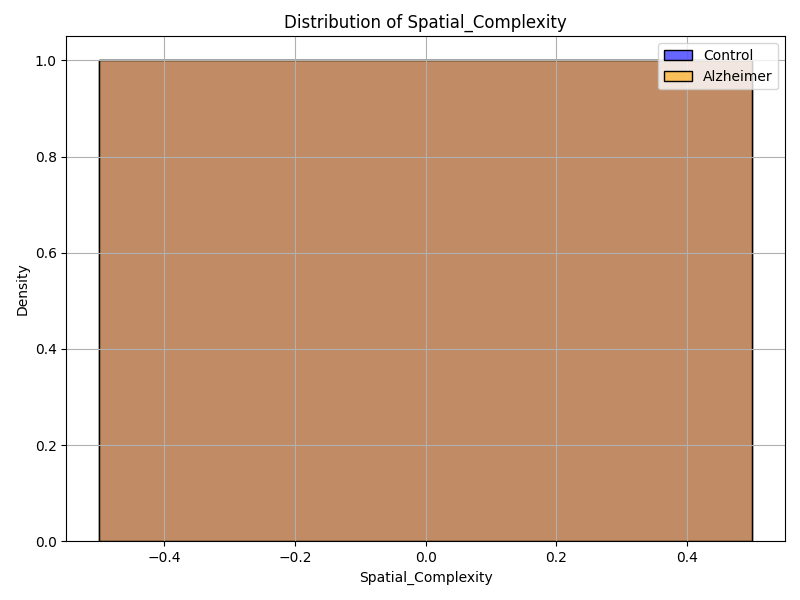 Distribution of Spatial_Complexity
Control
Alzheimer
1.0
0.8
0.6
0.4
0.2
0.0
Density
−0.4
−0.2
0.0
0.2
0.4
Spatial_Complexity